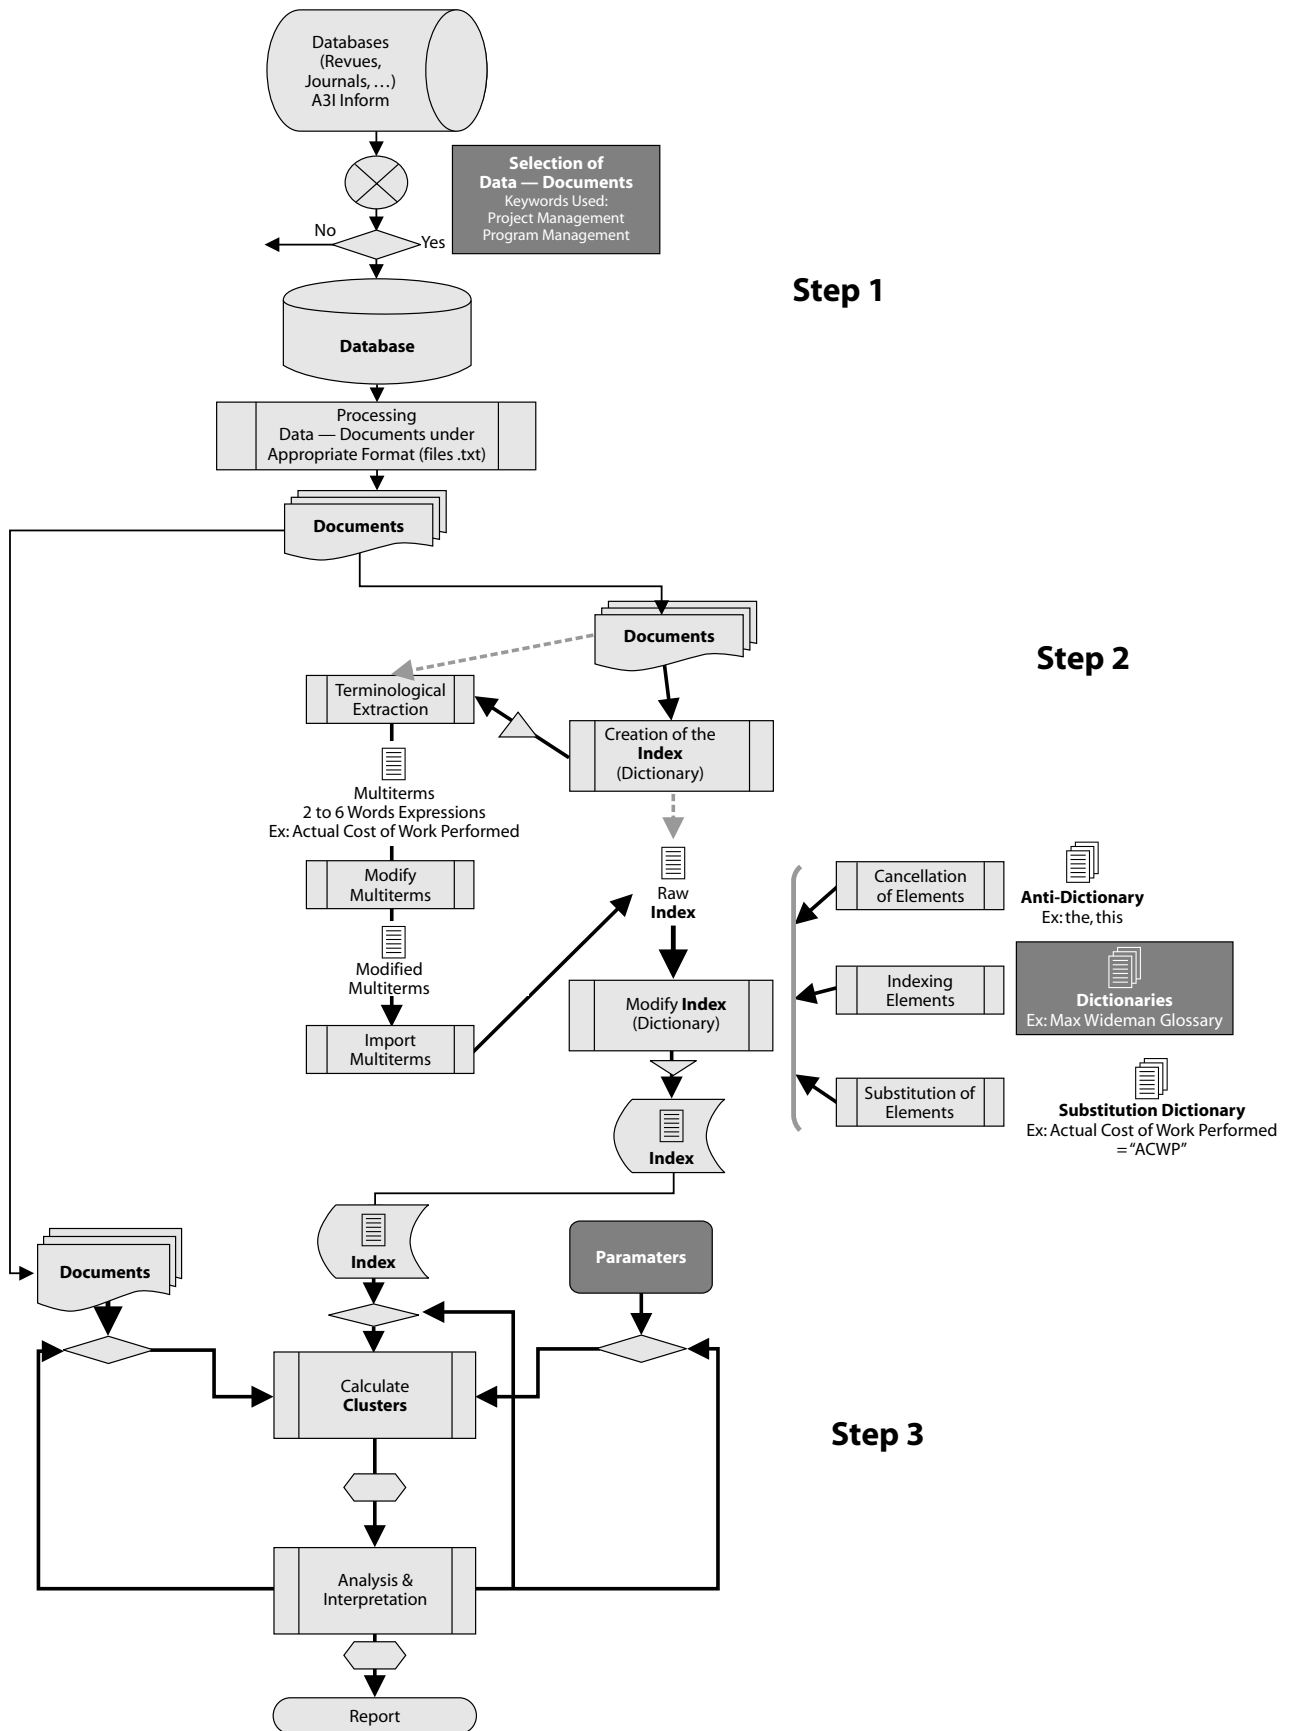 Databases
(Revues,
Journals, …)
A3I Inform
Selection of
Data — Documents
Keywords Used:
Project Management
Program Management
No
Yes
Step 1
Database
Processing
Data — Documents under
Appropriate Format (files .txt)
Documents
Documents
Step 2
Terminological
Extraction
Creation of the
Index
(Dictionary)
Multiterms
2 to 6 Words Expressions
Ex: Actual Cost of Work Performed
Modify
Multiterms
Raw
Index
Cancellation
of Elements
Anti-Dictionary
Ex: the, this
Modified
Multiterms
Modify Index
(Dictionary)
Indexing
Elements
Dictionaries
Ex: Max Wideman Glossary
Import
Multiterms
Substitution of
Elements
Substitution Dictionary
Ex: Actual Cost of Work Performed
= “ACWP”
Index
Index
Documents
Paramaters
Calculate
Clusters
Step 3
Analysis &
Interpretation
Report